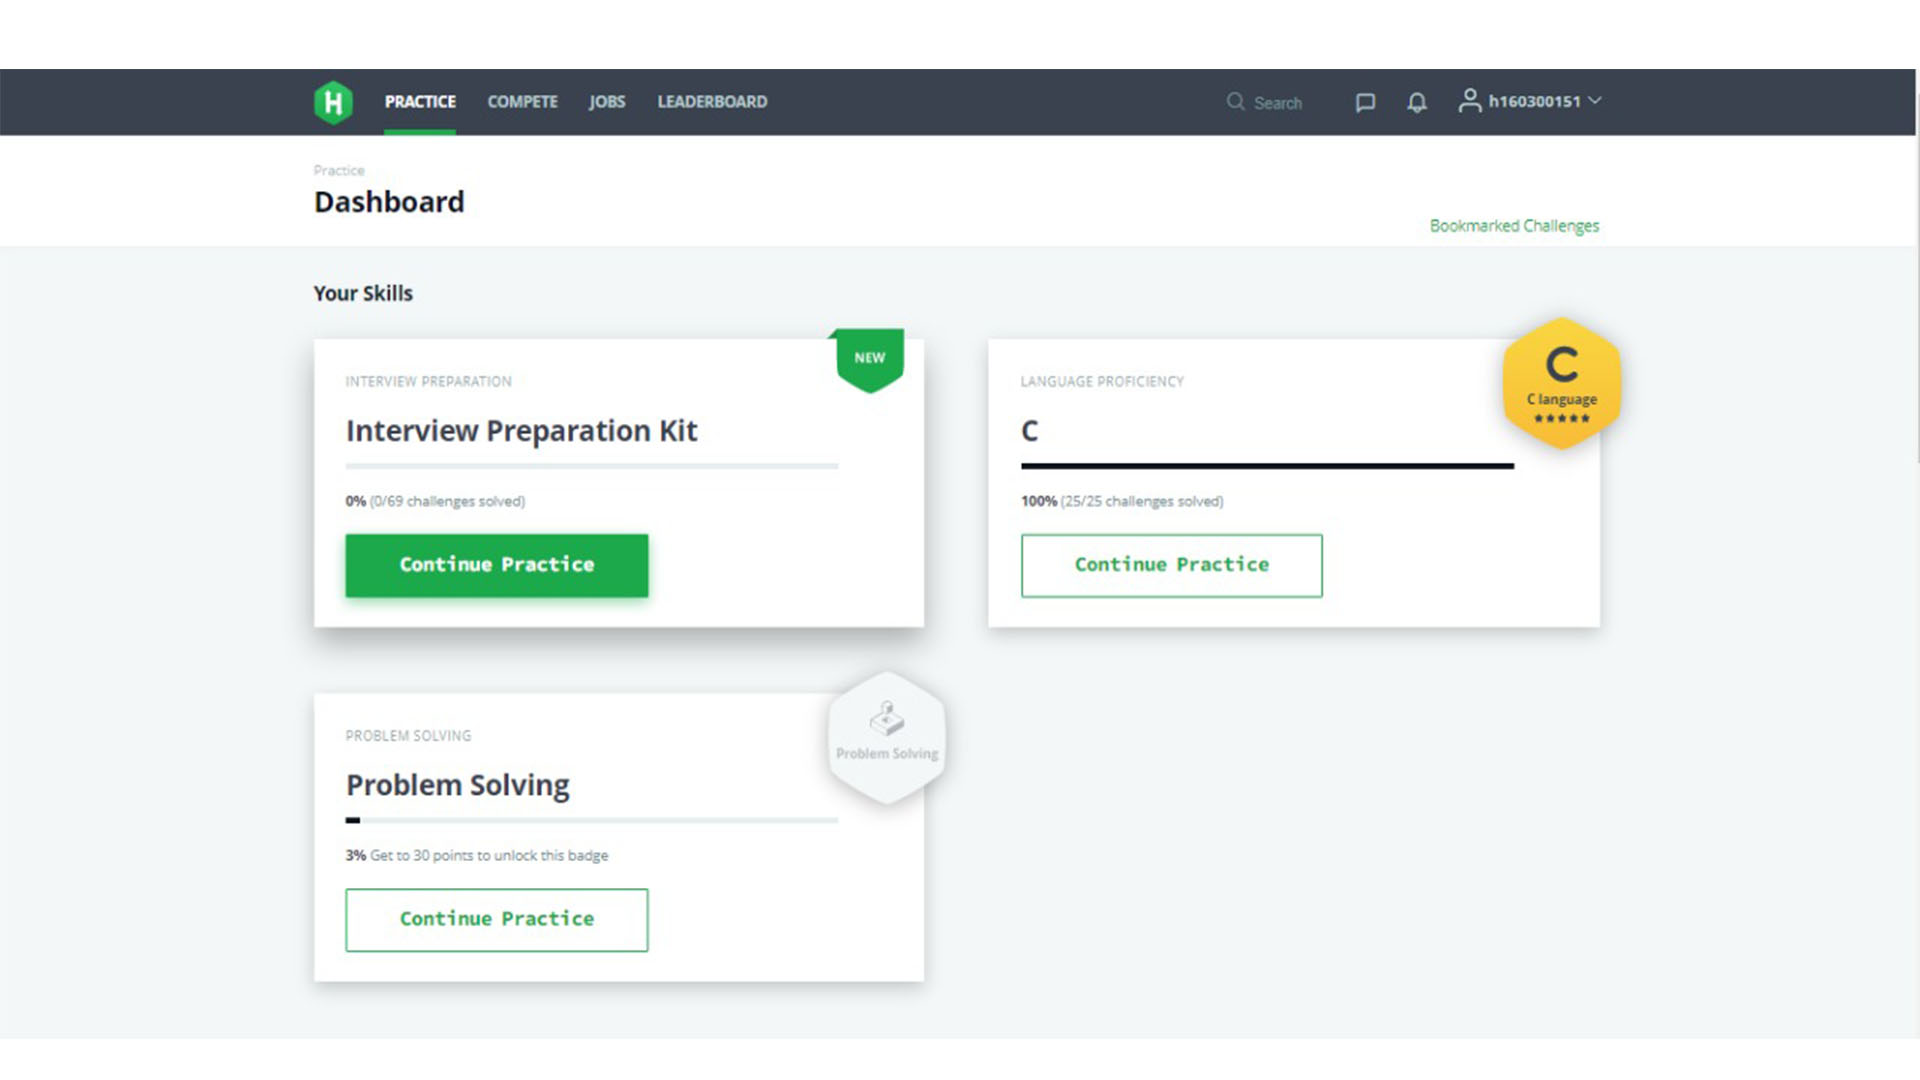 H PRACTICE COMPETE JOBS LEADERBOARD Search h160300151
Practice
Dashboard
Bookmarked Challenges
Your Skills
NEW
INTERVIEW PREPARATION
Interview Preparation Kit
0% (0/69 challenges solved)
Continue Practice
C
C language
LANGUAGE PROFICIENCY
C
100% (25/25 challenges solved)
Continue Practice
Problem Solving
PROBLEM SOLVING
Problem Solving
3% Get to 30 points to unlock this badge
Continue Practice